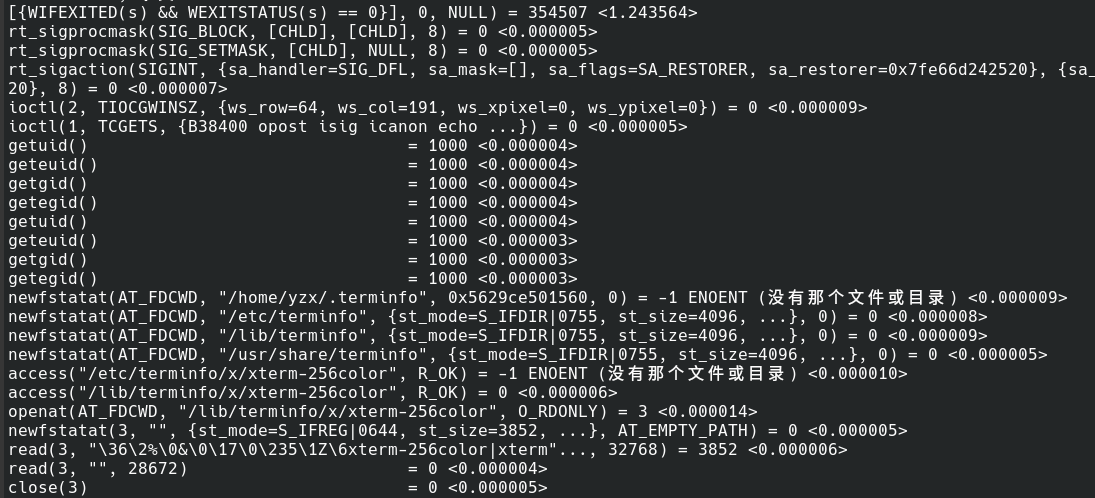 [{WIFEXITED(s) && WEXITSTATUS(s) == 0}], 0, NULL) = 354507 <1.243564>
rt_sigprocmask(SIG_BLOCK, [CHLD], [CHLD], 8) = 0 <0.000005>
rt_sigprocmask(SIG_SETMASK, [CHLD], NULL, 8) = 0 <0.000005>
rt_sigaction(SIGINT, {sa_handler=SIG_DFL, sa_mask=[], sa_flags=SA_RESTORER, sa_restorer=0x7fe66d242520}, {sa_
20}, 8) = 0 <0.000007>
ioctl(2, TIOCGWINSZ, {ws_row=64, ws_col=191, ws_xpixel=0, ws_ypixel=0}) = 0 <0.000009>
ioctl(1, TCGETS, {B38400 opost isig icanon echo ...}) = 0 <0.000005>
getuid() = 1000 <0.000004>
geteuid() = 1000 <0.000004>
getgid() = 1000 <0.000004>
getegid() = 1000 <0.000004>
getuid() = 1000 <0.000004>
geteuid() = 1000 <0.000003>
getgid() = 1000 <0.000003>
getegid() = 1000 <0.000003>
newfstatat(AT_FDCWD, "/home/yzx/.terminfo", 0x5629ce501560, 0) = -1 ENOENT (没有那个文件或目录) <0.000009>
newfstatat(AT_FDCWD, "/etc/terminfo", {st_mode=S_IFDIR|0755, st_size=4096, ...}, 0) = 0 <0.000008>
newfstatat(AT_FDCWD, "/lib/terminfo", {st_mode=S_IFDIR|0755, st_size=4096, ...}, 0) = 0 <0.000009>
newfstatat(AT_FDCWD, "/usr/share/terminfo", {st_mode=S_IFDIR|0755, st_size=4096, ...}, 0) = 0 <0.000005>
access("/etc/terminfo/x/xterm-256color", R_OK) = -1 ENOENT (没有那个文件或目录) <0.000010>
access("/lib/terminfo/x/xterm-256color", R_OK) = 0 <0.000006>
openat(AT_FDCWD, "/lib/terminfo/x/xterm-256color", O_RDONLY) = 3 <0.000014>
newfstatat(3, "", {st_mode=S_IFREG|0644, st_size=3852, ...}, AT_EMPTY_PATH) = 0 <0.000005>
read(3, "\36\2%\0&\0\17\0\235\1Z\6xterm-256color|xterm"..., 32768) = 3852 <0.000006>
read(3, "", 28672) = 0 <0.000004>
close(3) = 0 <0.000005>